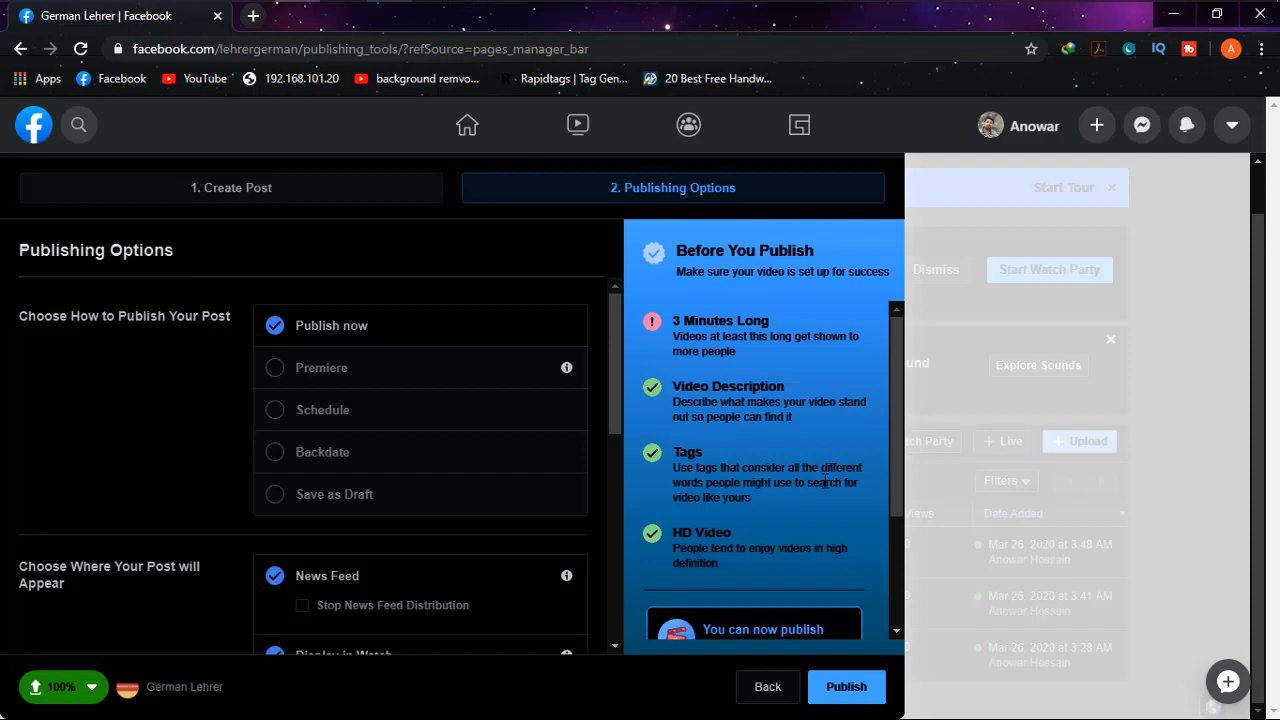 German Lehrer | Facebook
facebook.com/lehrergerman/publishing_tools/?refSource=pages_manager_bar
Apps
Facebook
YouTube
192.168.101.20
background remvo...
Rapidtags | Tag Gen...
20 Best Free Handw...
Anowar
1. Create Post
2. Publishing Options
Start Tour
Publishing Options
Before You Publish
Make sure your video is set up for success
Dismiss
Start Watch Party
Choose How to Publish Your Post
Publish now
Premiere
Schedule
Backdate
Save as Draft
3 Minutes Long
Videos at least this long get shown to
more people
Video Description
Describe what makes your video stand
out so people can find it
Tags
Use tags that consider all the different
words people might use to search for
video like yours
HD Video
People tend to enjoy videos in high
definition
You can now publish
Explore Sounds
Live
Upload
Filters
Views
Date Added
0
Mar 26, 2020 at 3:48 AM
Anowar Hossain
0
Mar 26, 2020 at 3:41 AM
Anowar Hossain
0
Mar 26, 2020 at 3:28 AM
Anowar Hossain
Choose Where Your Post will
Appear
News Feed
Stop News Feed Distribution
Display in Watch
100%
German Lehrer
Back
Publish